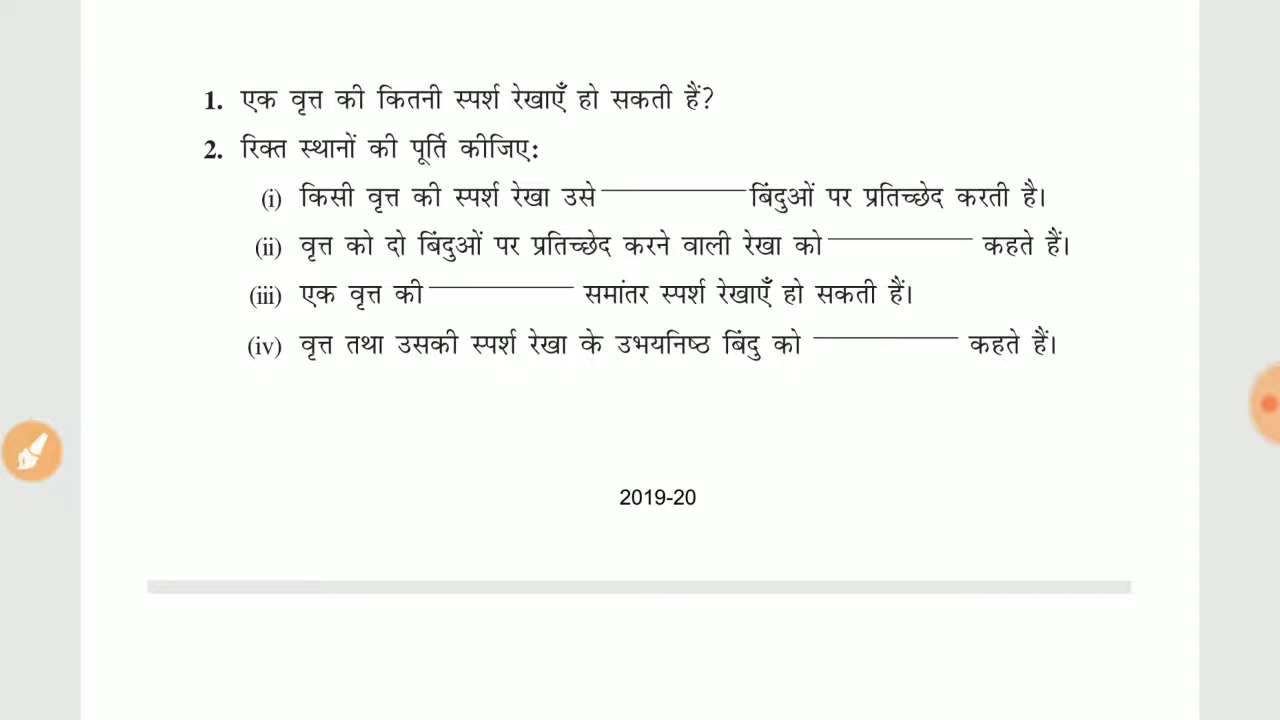 1. एक वृत्त की कितनी स्पर्श रेखाएँ हो सकती हैं?
2. रिक्त स्थानों की पूर्ति कीजिए:
(i) किसी वृत्त की स्पर्श रेखा उसे __________ बिंदुओं पर प्रतिच्छेद करती है।
(ii) वृत्त को दो बिंदुओं पर प्रतिच्छेद करने वाली रेखा को __________ कहते हैं।
(iii) एक वृत्त की __________ समांतर स्पर्श रेखाएँ हो सकती हैं।
(iv) वृत्त तथा उसकी स्पर्श रेखा के उभयनिष्ठ बिंदु को __________ कहते हैं।
2019-20